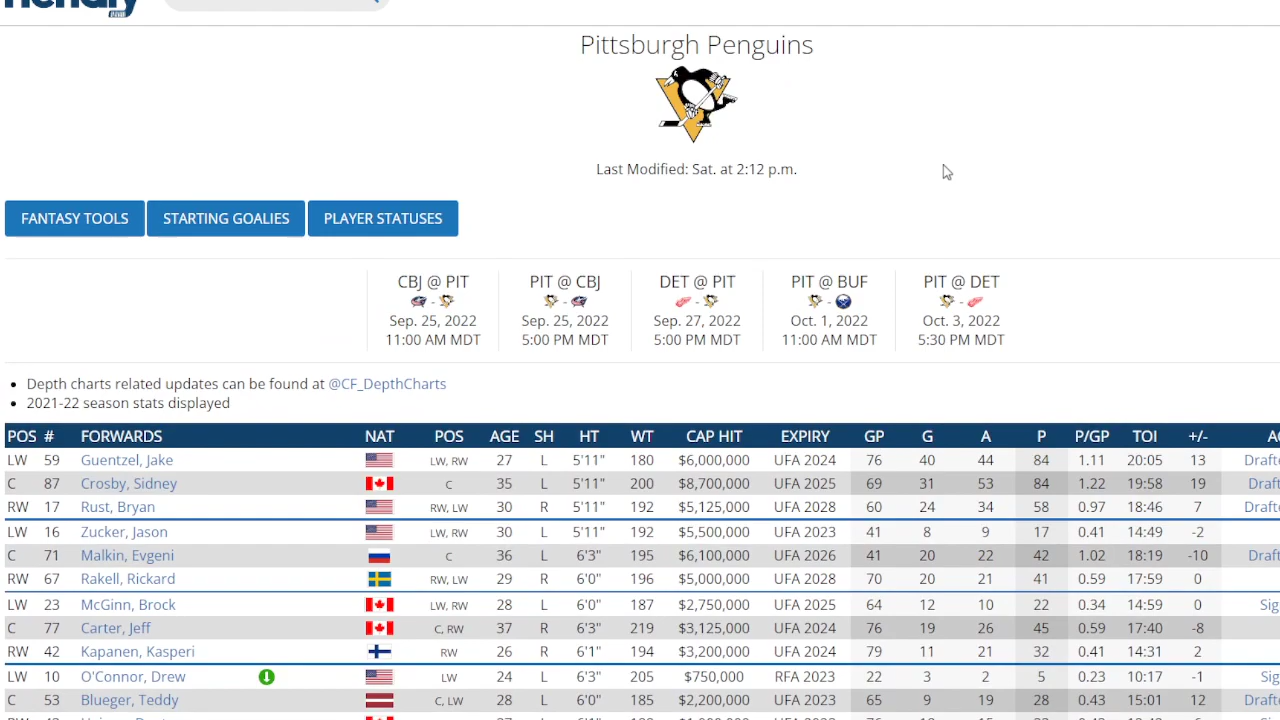 Pittsburgh Penguins
Last Modified: Sat. at 2:12 p.m.
FANTASY TOOLS STARTING GOALIES PLAYER STATUSES
CBJ @ PIT PIT @ CBJ DET @ PIT PIT @ BUF PIT @ DET
- - - - -
Sep. 25, 2022 Sep. 25, 2022 Sep. 27, 2022 Oct. 1, 2022 Oct. 3, 2022
11:00 AM MDT 5:00 PM MDT 5:00 PM MDT 11:00 AM MDT 5:30 PM MDT
• Depth charts related updates can be found at @CF_DepthCharts
• 2021-22 season stats displayed
POS # FORWARDS NAT POS AGE SH HT WT CAP HIT EXPIRY GP G A P P/GP TOI +/-
LW 59 Guentzel, Jake LW, RW 27 L 5'11" 180 $6,000,000 UFA 2024 76 40 44 84 1.11 20:05 13 Drafte
C 87 Crosby, Sidney C 35 L 5'11" 200 $8,700,000 UFA 2025 69 31 53 84 1.22 19:58 19 Draft
RW 17 Rust, Bryan RW, LW 30 R 5'11" 192 $5,125,000 UFA 2028 60 24 34 58 0.97 18:46 7 Drafte
LW 16 Zucker, Jason LW, RW 30 L 5'11" 192 $5,500,000 UFA 2023 41 8 9 17 0.41 14:49 -2
C 71 Malkin, Evgeni C 36 L 6'3" 195 $6,100,000 UFA 2026 41 20 22 42 1.02 18:19 -10 Draft
RW 67 Rakell, Rickard RW, LW 29 R 6'0" 196 $5,000,000 UFA 2028 70 20 21 41 0.59 17:59 0
LW 23 McGinn, Brock LW, RW 28 L 6'0" 187 $2,750,000 UFA 2025 64 12 10 22 0.34 14:59 0 Sig
C 77 Carter, Jeff C, RW 37 R 6'3" 219 $3,125,000 UFA 2024 76 19 26 45 0.59 17:40 -8
RW 42 Kapanen, Kasperi RW 26 R 6'1" 194 $3,200,000 UFA 2024 79 11 21 32 0.41 14:31 2
LW 10 O'Connor, Drew LW 24 L 6'3" 205 $750,000 RFA 2023 22 3 2 5 0.23 10:17 -1 Sig
C 53 Blueger, Teddy C, LW 28 L 6'0" 185 $2,200,000 UFA 2023 65 9 19 28 0.43 15:01 12 Draft